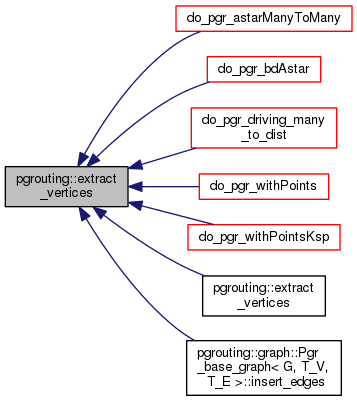 do_pgr_astarManyToMany
do_pgr_bdAstar
do_pgr_driving_many
_to_dist
pgrouting::extract
_vertices
do_pgr_withPoints
do_pgr_withPointsKsp
pgrouting::extract
_vertices
pgrouting::graph::Pgr
_base_graph< G, T_V,
T_E >::insert_edges